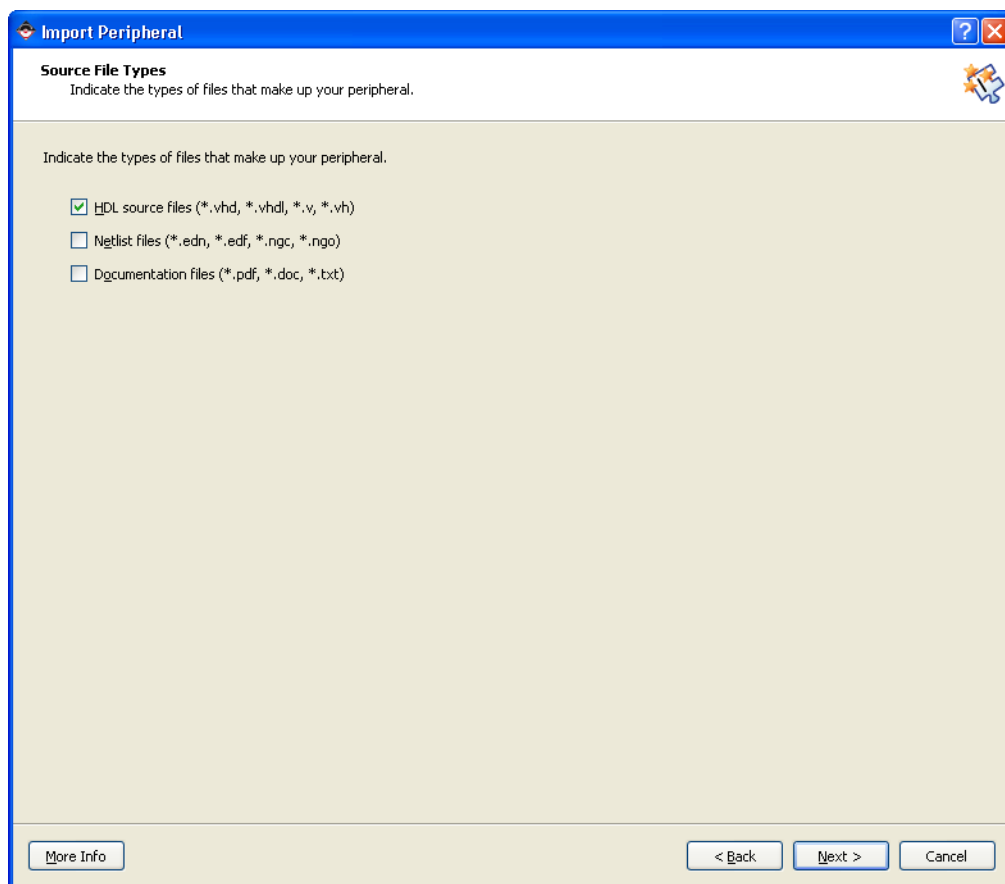 Import Peripheral
Source File Types
Indicate the types of files that make up your peripheral.
Indicate the types of files that make up your peripheral.
HDL source files (*.vhd, *.vhdl, *.v, *.vh)
Netlist files (*.edn, *.edf, *.ngc, *.ngo)
Documentation files (*.pdf, *.doc, *.txt)
More Info
< Back
Next >
Cancel